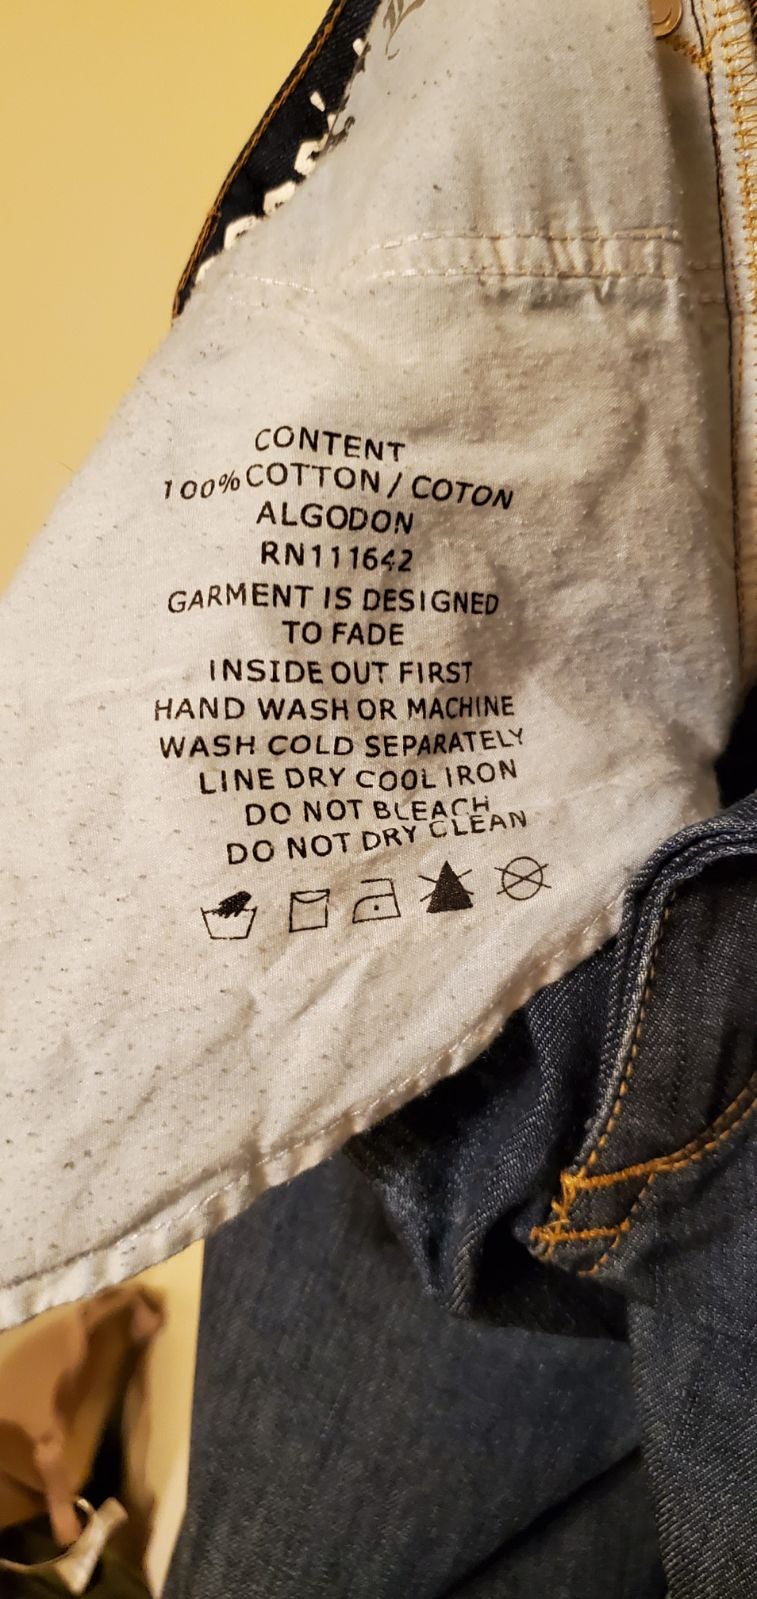 CONTENT
100% COTTON / COTON
ALGODON
RN111642
GARMENT IS DESIGNED
TO FADE
INSIDE OUT FIRST
HAND WASH OR MACHINE
WASH COLD SEPARATELY
LINE DRY COOL IRON
DO NOT BLEACH
DO NOT DRY CLEAN